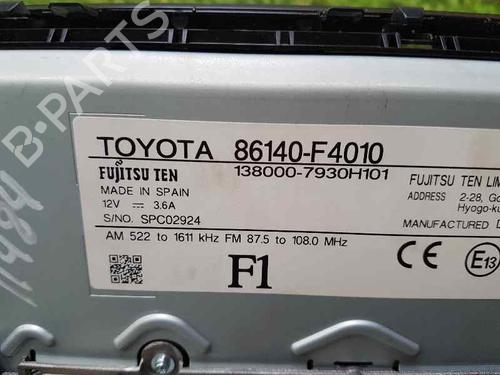 TOYOTA 86140-F4010
FUJITSU TEN 138000-7930H101
MADE IN SPAIN
12V 3.6A
S/NO. SPC02924
AM 522 to 1611 kHz FM 87.5 to 108.0 MHz
F1
FUJITSU TEN LIM
ADDRESS 2-28, Go
Hyogo-ku
MANUFACTURED D
CE E13
11484
B-PARTS